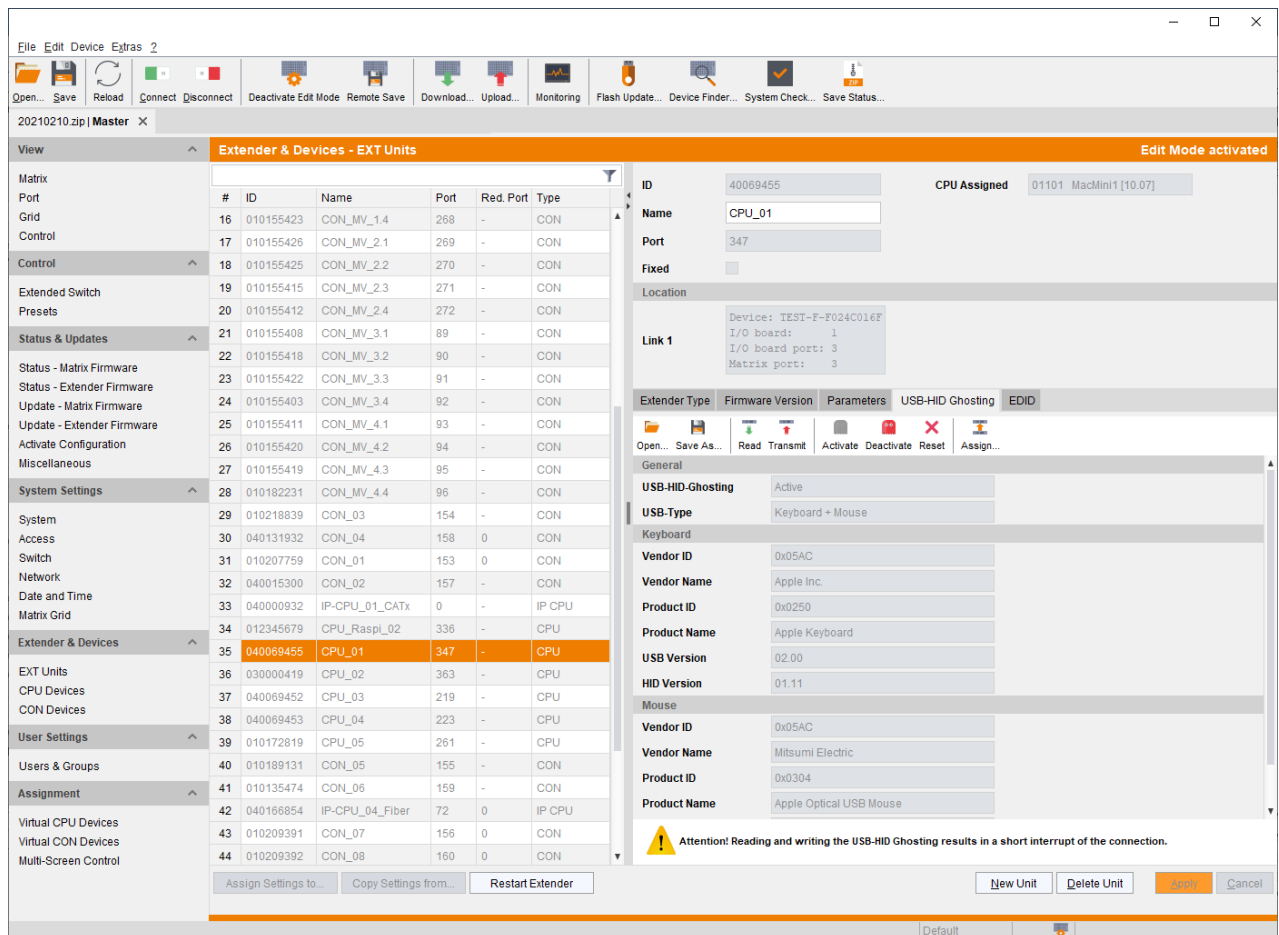 File Edit Device Extras ?
Open... Save Reload Connect Disconnect Deactivate Edit Mode Remote Save Download... Upload... Monitoring Flash Update... Device Finder... System Check... Save Status...
20210210.zip | Master
View
Matrix
Port
Grid
Control
Control
Extended Switch
Presets
Status & Updates
Status - Matrix Firmware
Status - Extender Firmware
Update - Matrix Firmware
Update - Extender Firmware
Activate Configuration
Miscellaneous
System Settings
System
Access
Switch
Network
Date and Time
Matrix Grid
Extender & Devices
EXT Units
CPU Devices
CON Devices
User Settings
Users & Groups
Assignment
Virtual CPU Devices
Virtual CON Devices
Multi-Screen Control
Extender & Devices - EXT Units Edit Mode activated
# ID Name Port Red. Port Type
16 010155423 CON_MV_1.4 268 - CON
17 010155426 CON_MV_2.1 269 - CON
18 010155425 CON_MV_2.2 270 - CON
19 010155415 CON_MV_2.3 271 - CON
20 010155412 CON_MV_2.4 272 - CON
21 010155408 CON_MV_3.1 89 - CON
22 010155418 CON_MV_3.2 90 - CON
23 010155422 CON_MV_3.3 91 - CON
24 010155403 CON_MV_3.4 92 - CON
25 010155411 CON_MV_4.1 93 - CON
26 010155420 CON_MV_4.2 94 - CON
27 010155419 CON_MV_4.3 95 - CON
28 010182231 CON_MV_4.4 96 - CON
29 010218839 CON_03 154 - CON
30 040131932 CON_04 158 0 CON
31 010207759 CON_01 153 0 CON
32 040015300 CON_02 157 - CON
33 040000932 IP-CPU_01_CATx 0 - IP CPU
34 012345679 CPU_Raspi_02 336 - CPU
35 040069455 CPU_01 347 - CPU
36 030000419 CPU_02 363 - CPU
37 040069452 CPU_03 219 - CPU
38 040069453 CPU_04 223 - CPU
39 010172819 CPU_05 261 - CPU
40 010189131 CON_05 155 - CON
41 010135474 CON_06 159 - CON
42 040166854 IP-CPU_04_Fiber 72 0 IP CPU
43 010209391 CON_07 156 0 CON
44 010209392 CON_08 160 0 CON
ID 40069455 CPU Assigned 01101 MacMini1 [10.07]
Name CPU_01
Port 347
Fixed
Location
Link 1
Device: TEST-F-F024C016F
I/O board: 1
I/O board port: 3
Matrix port: 3
Extender Type Firmware Version Parameters USB-HID Ghosting EDID
Open... Save As... Read Transmit Activate Deactivate Reset Assign...
General
USB-HID-Ghosting Active
USB-Type Keyboard + Mouse
Keyboard
Vendor ID 0x05AC
Vendor Name Apple Inc.
Product ID 0x0250
Product Name Apple Keyboard
USB Version 02.00
HID Version 01.11
Mouse
Vendor ID 0x05AC
Vendor Name Mitsumi Electric
Product ID 0x0304
Product Name Apple Optical USB Mouse
Attention! Reading and writing the USB-HID Ghosting results in a short interrupt of the connection.
Assign Settings to... Copy Settings from... Restart Extender New Unit Delete Unit Apply Cancel
Default